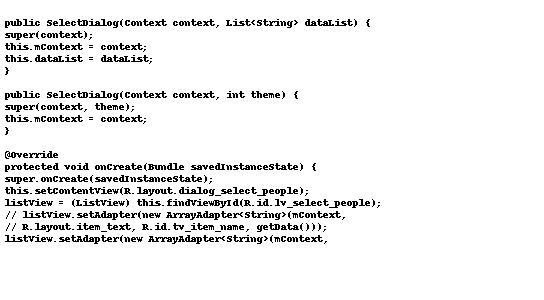 public SelectDialog(Context context, List<String> dataList) {
super(context);
this.mContext = context;
this.dataList = dataList;
}
public SelectDialog(Context context, int theme) {
super(context, theme);
this.mContext = context;
}
@Override
protected void onCreate(Bundle savedInstanceState) {
super.onCreate(savedInstanceState);
this.setContentView(R.layout.dialog_select_people);
listView = (ListView) this.findViewById(R.id.lv_select_people);
// listView.setAdapter(new ArrayAdapter<String>(mContext,
// R.layout.item_text, R.id.tv_item_name, getData()));
listView.setAdapter(new ArrayAdapter<String>(mContext,